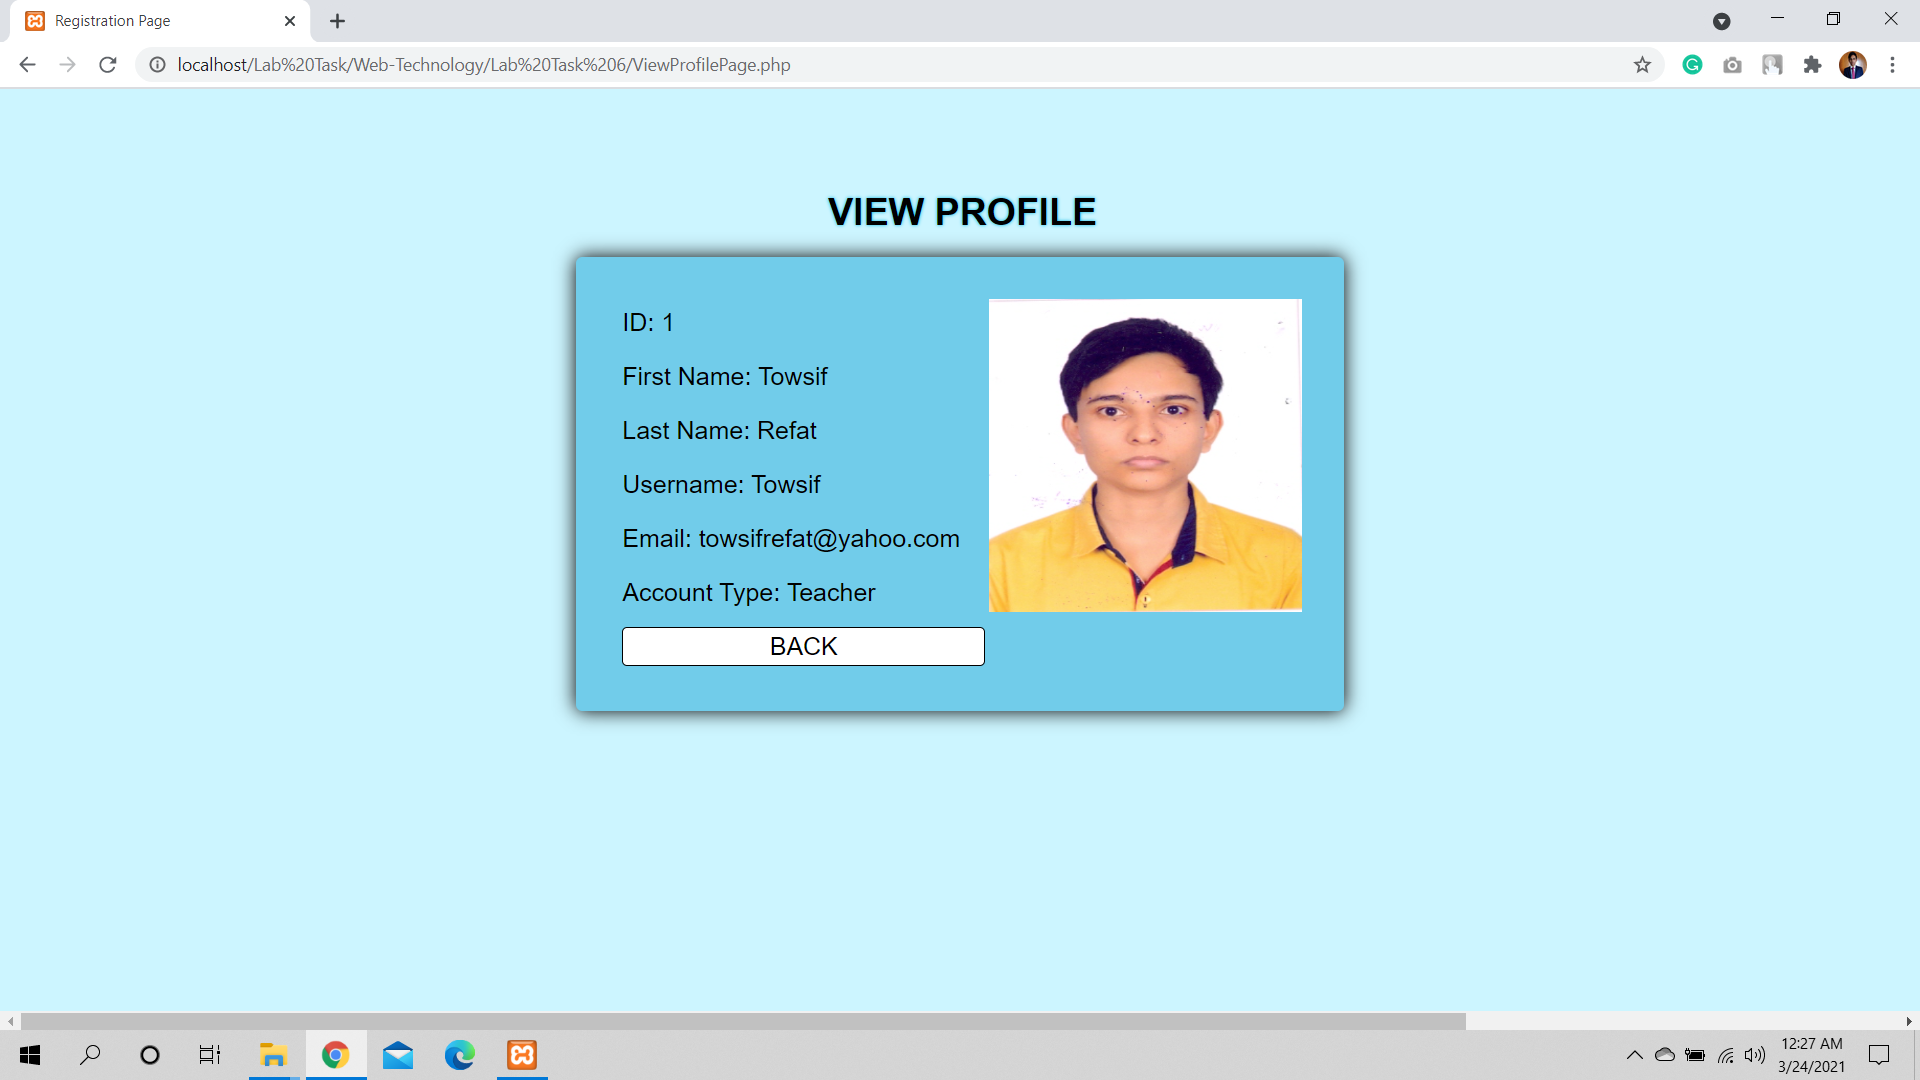 Registration Page
localhost/Lab%20Task/Web-Technology/Lab%20Task%206/ViewProfilePage.php
VIEW PROFILE
ID: 1
First Name: Towsif
Last Name: Refat
Username: Towsif
Email: towsifrefat@yahoo.com
Account Type: Teacher
BACK
12:27 AM
3/24/2021